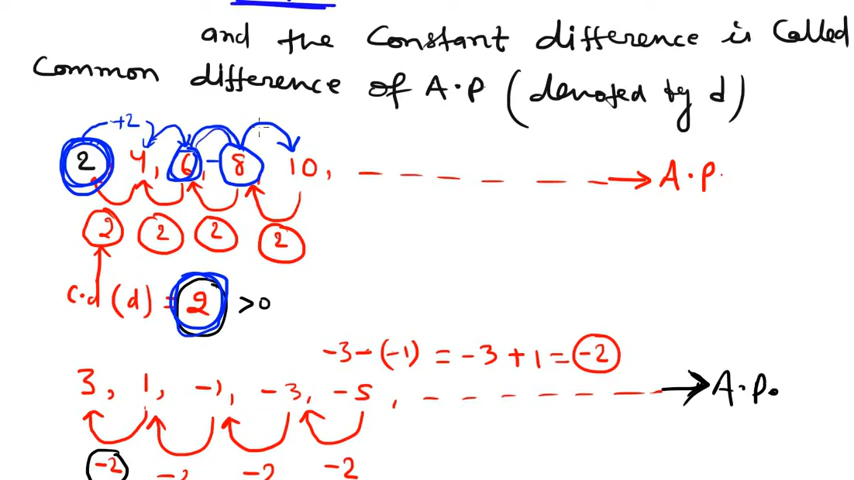 and the Constant difference is Called
Common difference of A.P (denoted by d)
+2
2 4, 6, 8, 10, → A.P.
2 2 2 2
c.d (d) = 2 >0
-3-(-1) = -3+1 = -2
3, 1, -1, -3, -5, → A.P.
-2 -2 -2 -2